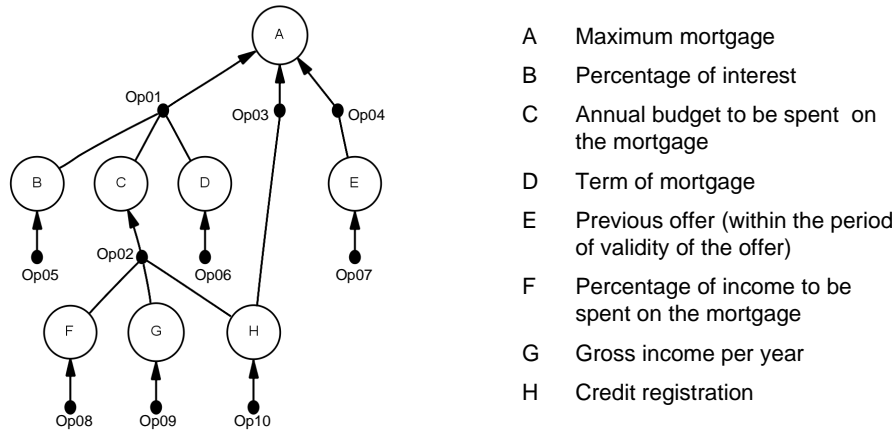 A
Op01
Op03
Op04
B
C
D
E
Op02
Op05
Op06
Op07
F
G
H
Op08
Op09
Op10
A Maximum mortgage
B Percentage of interest
C Annual budget to be spent on
the mortgage
D Term of mortgage
E Previous offer (within the period
of validity of the offer)
F Percentage of income to be
spent on the mortgage
G Gross income per year
H Credit registration